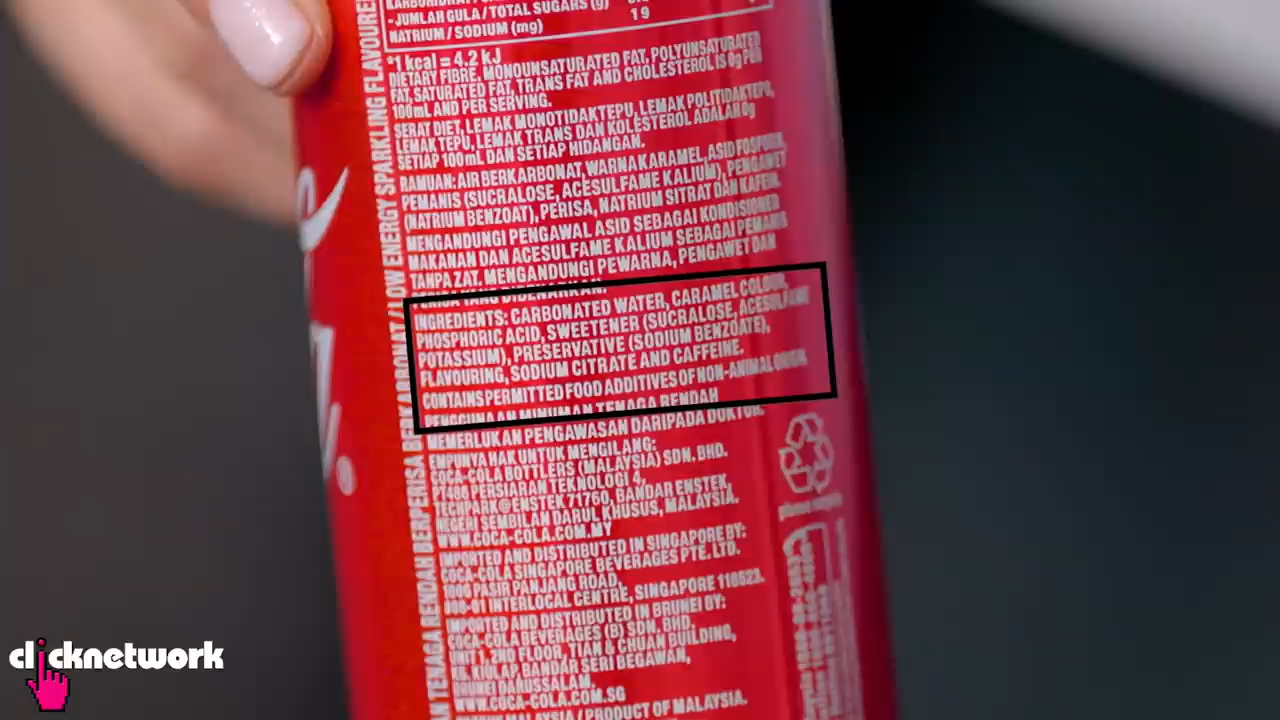 - JUMLAH GULA / TOTAL SUGARS (g)
NATRIUM / SODIUM (mg) 19
*1 kcal = 4.2 kJ
DIETARY FIBRE, MONOUNSATURATED FAT, POLYUNSATURATED
FAT, SATURATED FAT, TRANS FAT AND CHOLESTEROL IS 0g PER
100mL AND PER SERVING.
SERAT DIET, LEMAK MONOTIDAKTEPU, LEMAK POLITIDAKTEPU,
LEMAK TEPU, LEMAK TRANS DAN KOLESTEROL ADALAH 0g
SETIAP 100mL DAN SETIAP HIDANGAN.
RAMUAN: AIR BERKARBONAT, WARNA KARAMEL, ASID FOSFORIK,
PEMANIS (SUCRALOSE, ACESULFAME KALIUM), PENGAWET
(NATRIUM BENZOAT), PERISA, NATRIUM SITRAT DAN KAFEIN.
MENGANDUNGI PENGAWAL ASID SEBAGAI KONDISIONER
MAKANAN DAN ACESULFAME KALIUM SEBAGAI PEMANIS
TANPA ZAT. MENGANDUNGI PEWARNA, PENGAWET DAN
PERISA YANG DIBENARKAN.
INGREDIENTS: CARBONATED WATER, CARAMEL COLOUR,
PHOSPHORIC ACID, SWEETENER (SUCRALOSE, ACESULFAME
POTASSIUM), PRESERVATIVE (SODIUM BENZOATE),
FLAVOURING, SODIUM CITRATE AND CAFFEINE.
CONTAINS PERMITTED FOOD ADDITIVES OF NON-ANIMAL ORIGIN.
PENGGUNAAN MINUMAN TENAGA RENDAH
MEMERLUKAN PENGAWASAN DARIPADA DOKTOR.
EMPUNYA HAK UNTUK MENGILANG:
COCA-COLA BOTTLERS (MALAYSIA) SDN. BHD.
PT486 PERSIARAN TEKNOLOGI 4,
TECHPARK@ENSTEK 71760, BANDAR ENSTEK,
NEGERI SEMBILAN DARUL KHUSUS, MALAYSIA.
WWW.COCA-COLA.COM.MY
IMPORTED AND DISTRIBUTED IN SINGAPORE BY:
COCA-COLA SINGAPORE BEVERAGES PTE. LTD.
PASIR PANJANG ROAD,
INTERLOCAL CENTRE, SINGAPORE 118523.
IMPORTED AND DISTRIBUTED IN BRUNEI BY:
COCA-COLA BEVERAGES (B) SDN. BHD.
UNIT 1, 2ND FLOOR, TIAN & CHUAN BUILDING,
KIULAP, BANDAR SERI BEGAWAN,
BRUNEI DARUSSALAM.
WWW.COCA-COLA.COM.SG
MALAYSIA / PRODUCT OF MALAYSIA.
TENAGA RENDAH BERPERISA BERKARBONAT / LOW ENERGY SPARKLING FLAVOURED
clicknetwork